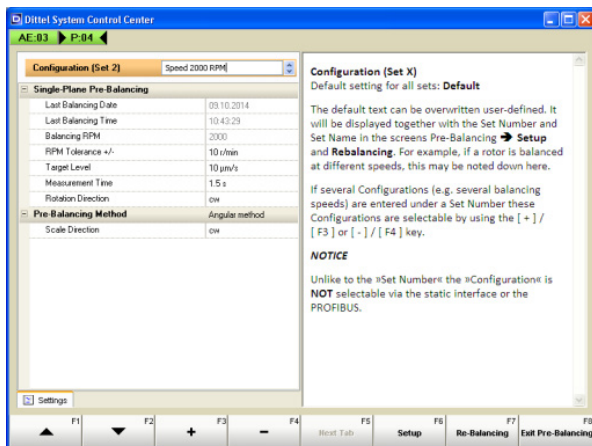 Dittel System Control Center
AE:03 P:04
Configuration (Set 2) Speed 2000 RPM
Single-Plane Pre-Balancing
Last Balancing Date 09.10.2014
Last Balancing Time 10:43:29
Balancing RPM 2000
RPM Tolerance +/- 10 r/min
Target Level 10 µm/s
Measurement Time 1.5 s
Rotation Direction cw
Pre-Balancing Method Angular method
Scale Direction cw
Settings
Configuration (Set X)
Default setting for all sets: Default
The default text can be overwritten user-defined. It
will be displayed together with the Set Number and
Set Name in the screens Pre-Balancing ➔ Setup
and Rebalancing. For example, if a rotor is balanced
at different speeds, this may be noted down here.
If several Configurations (e.g. several balancing
speeds) are entered under a Set Number these
Configurations are selectable by using the [ + ] /
[ F3 ] or [ - ] / [ F4 ] key.
NOTICE
Unlike to the »Set Number« the »Configuration« is
NOT selectable via the static interface or the
PROFIBUS.
F1 F2 F3 F4 F5 F6 F7 F8
+ - Next Tab Setup Re-Balancing Exit Pre-Balancing